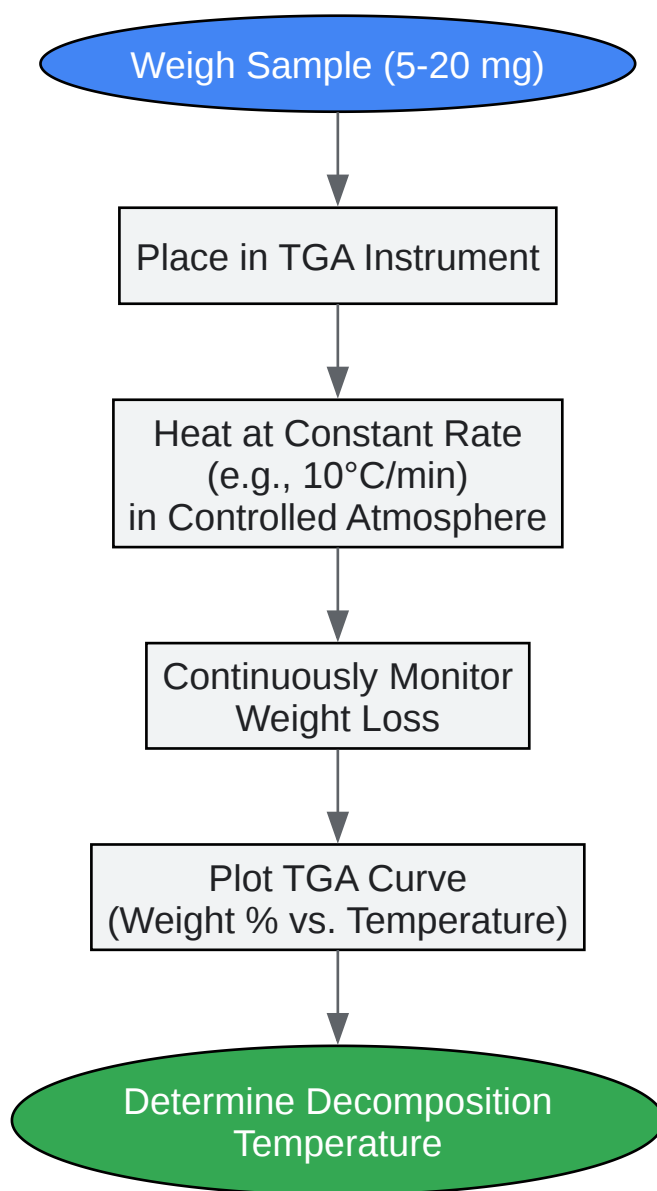 Weigh Sample (5-20 mg)
Place in TGA Instrument
Heat at Constant Rate
(e.g., 10°C/min)
in Controlled Atmosphere
Continuously Monitor
Weight Loss
Plot TGA Curve
(Weight % vs. Temperature)
Determine Decomposition
Temperature